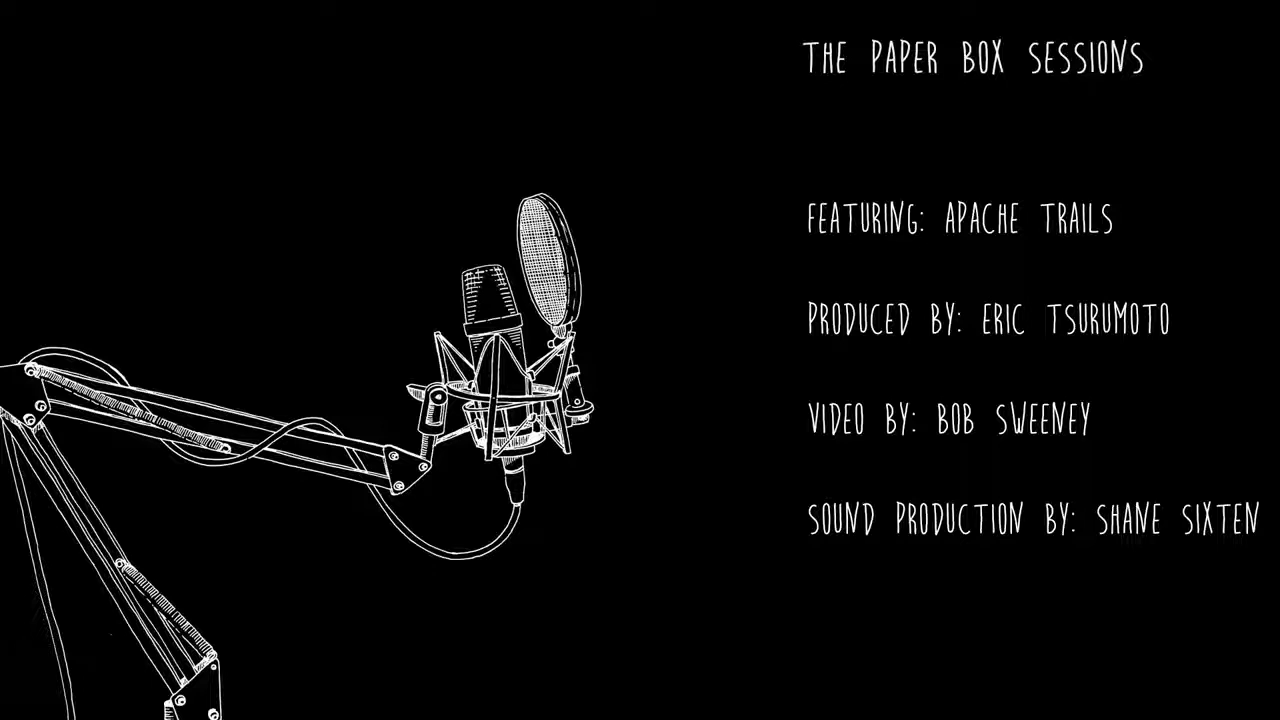 THE PAPER BOX SESSIONS
FEATURING: APACHE TRAILS
PRODUCED BY: ERIC TSURUMOTO
VIDEO BY: BOB SWEENEY
SOUND PRODUCTION BY: SHANE SIXTEN